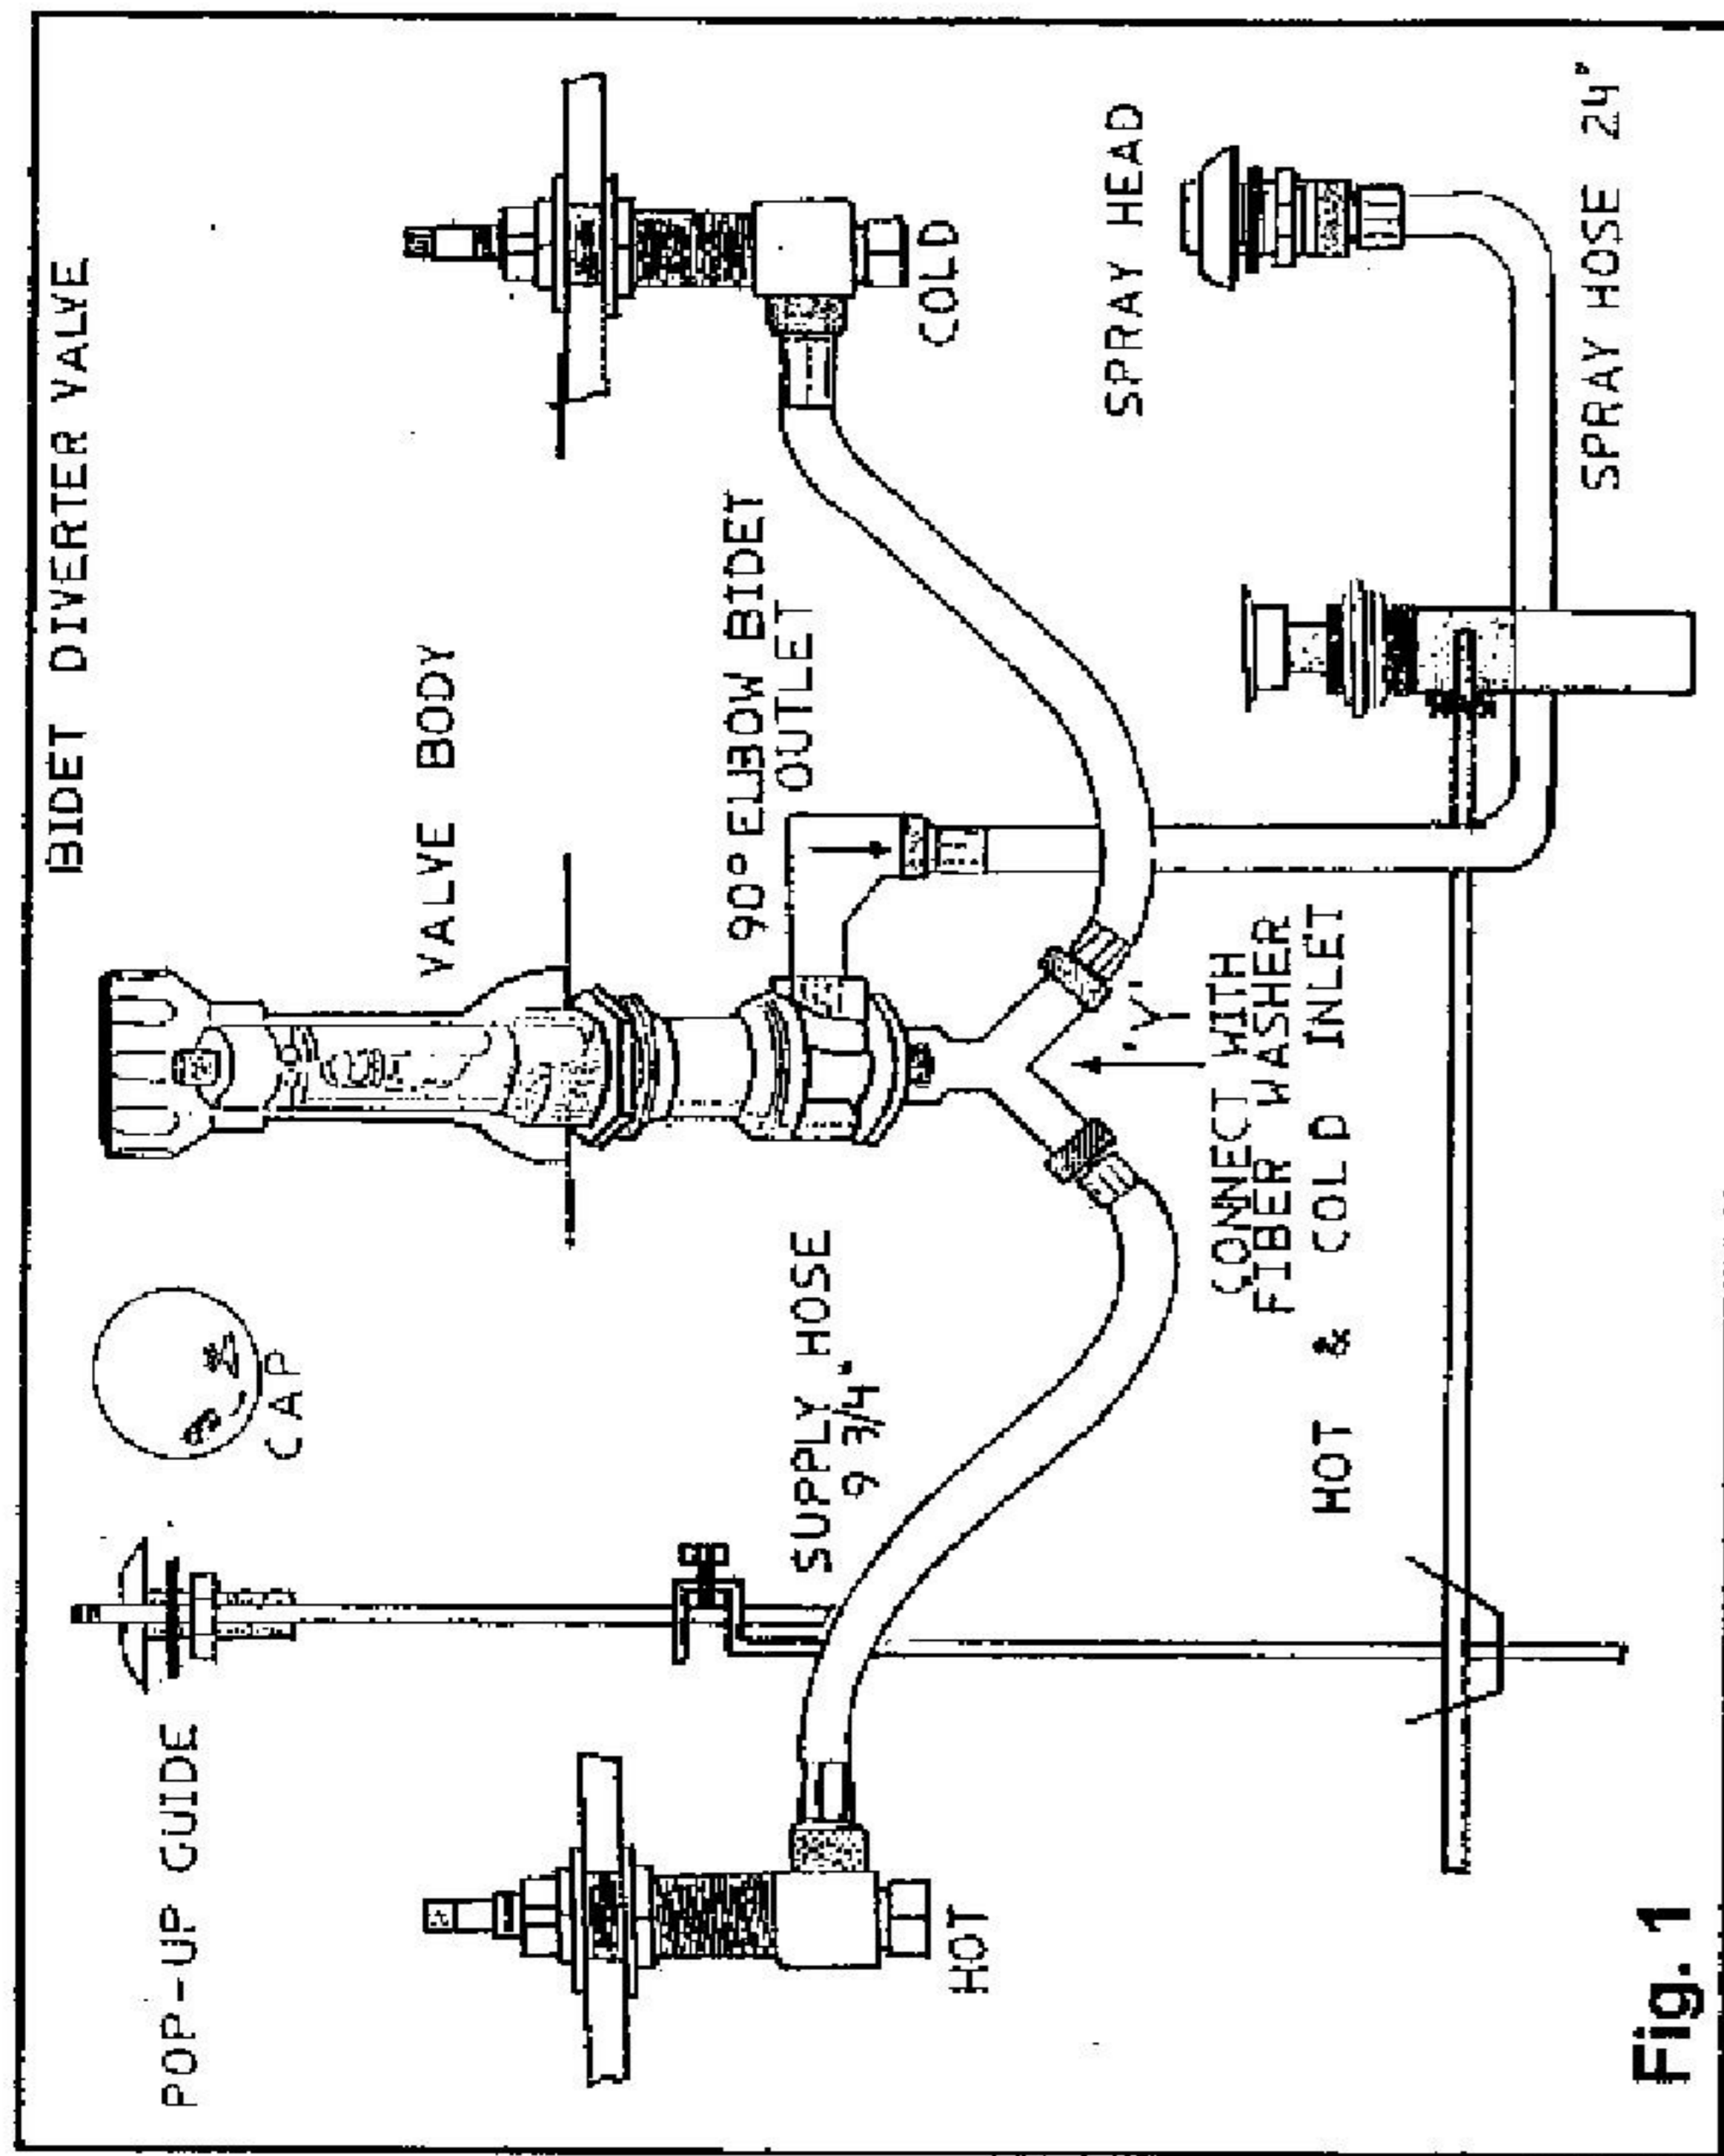 BIDET DIVERTER VALVE
POP-UP GUIDE
CAP
VALVE BODY
HOT
SUPPLY HOSE
9 3/4"
90° ELBOW BIDET
OUTLET
COLD
"Y"
CONNECT WITH
FIBER WASHER
HOT & COLD INLET
SPRAY HEAD
SPRAY HOSE 24"
Fig. 1